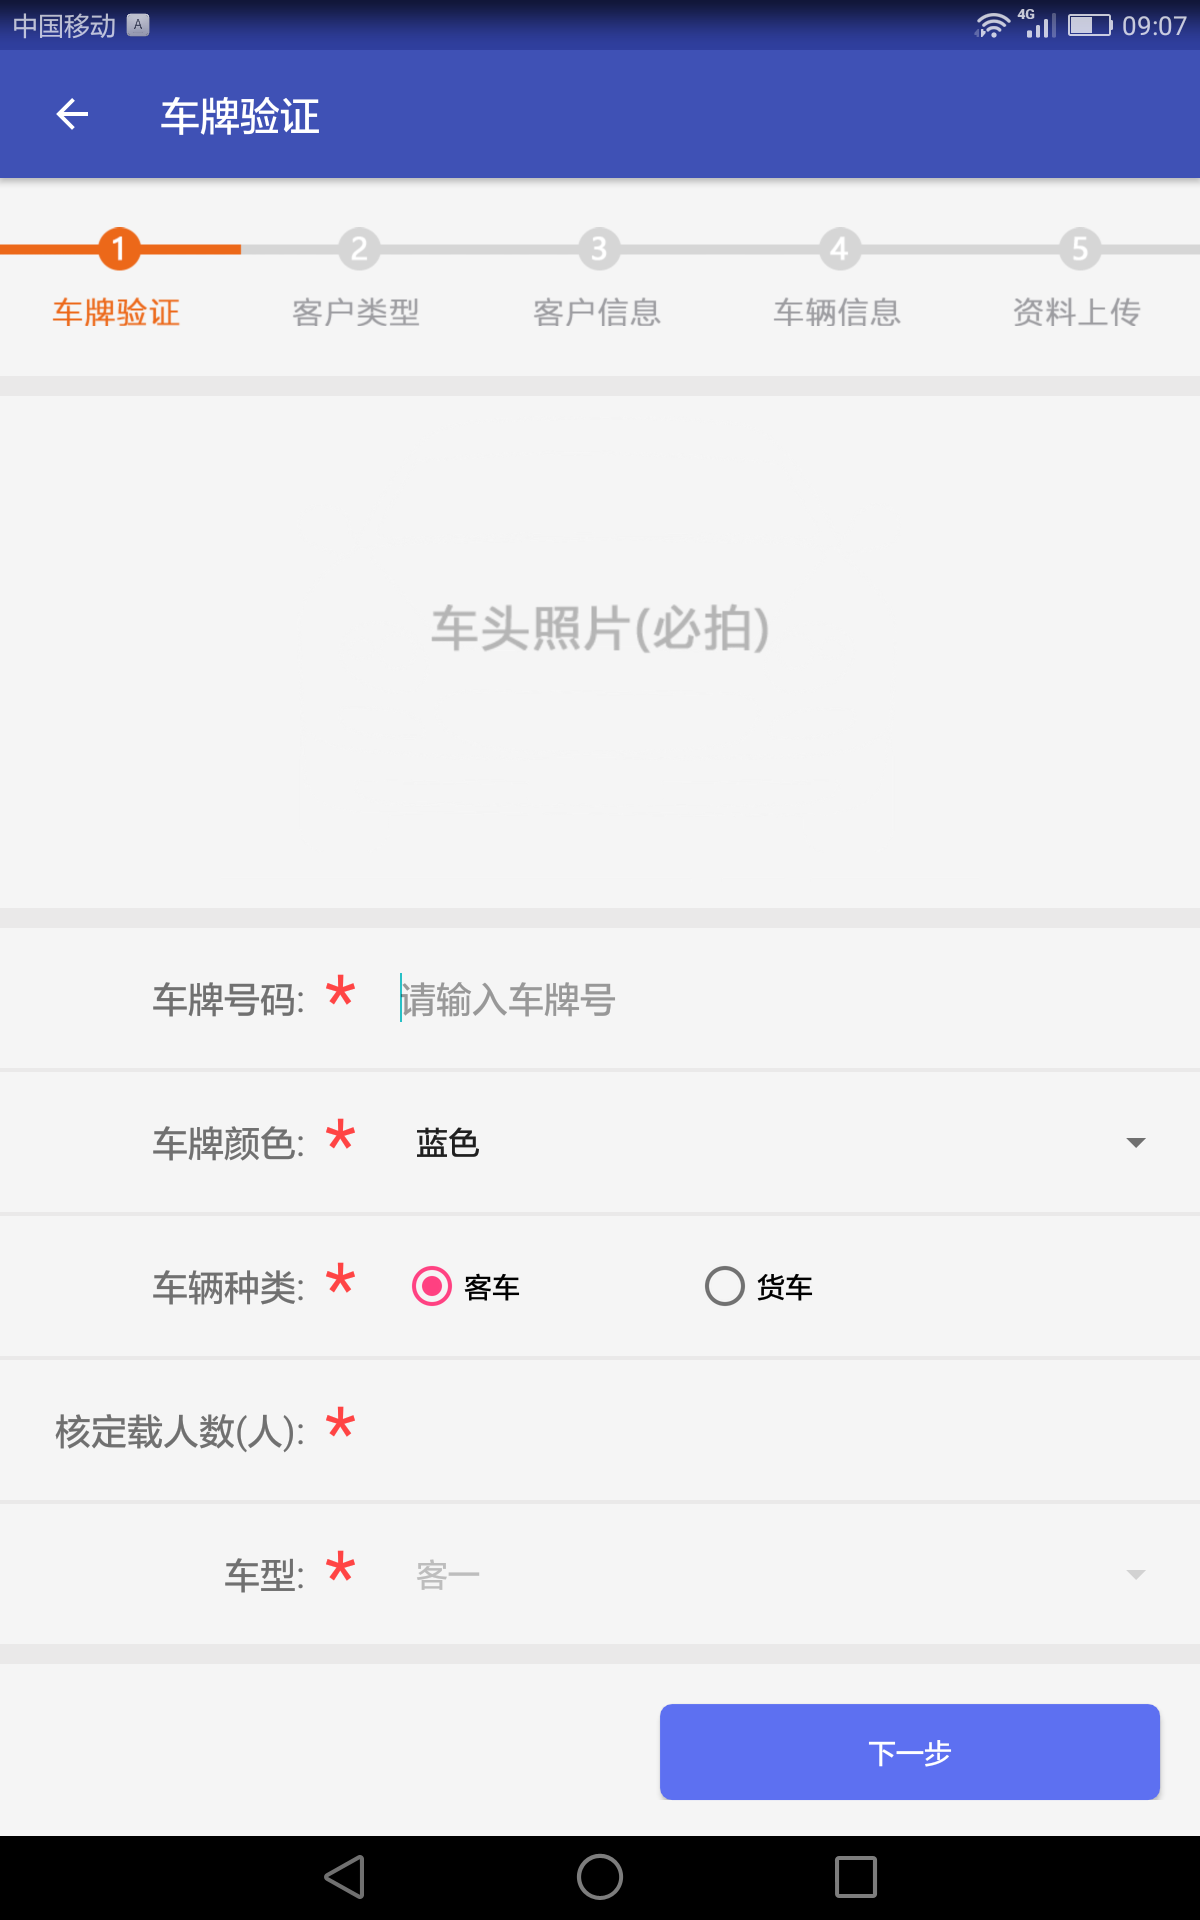 中国移动 A 4G 09:07
车牌验证
1 2 3 4 5
车牌验证 客户类型 客户信息 车辆信息 资料上传
车头照片(必拍)
车牌号码: * 请输入车牌号
车牌颜色: * 蓝色
车辆种类: * 客车 货车
核定载人数(人): *
车型: * 客一
下一步